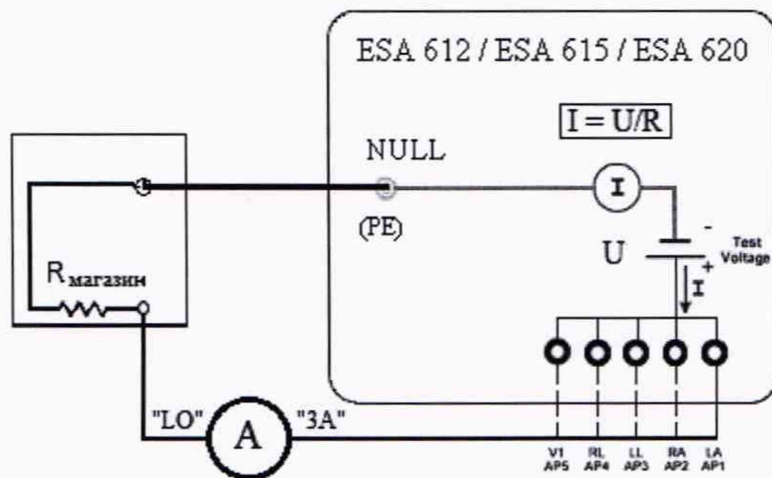 ESA 612 / ESA 615 / ESA 620
I = U/R
NULL
I
(PE)
U
-
Test
Voltage
+
I
R магазин
"LO"
A
"3A"
V1 RL LL RA LA
AP5 AP4 AP3 AP2 AP1